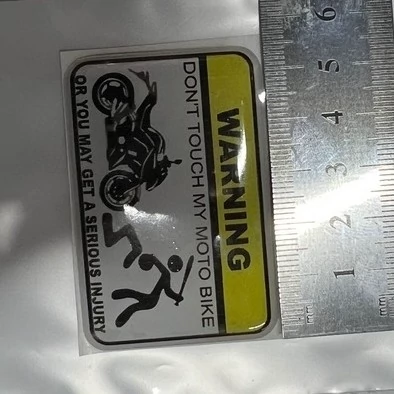 WARNING
DON'T TOUCH MY MOTO BIKE
OR YOU MAY GET A SERIOUS INJURY
1 2 3 4 5 6
mm
mm